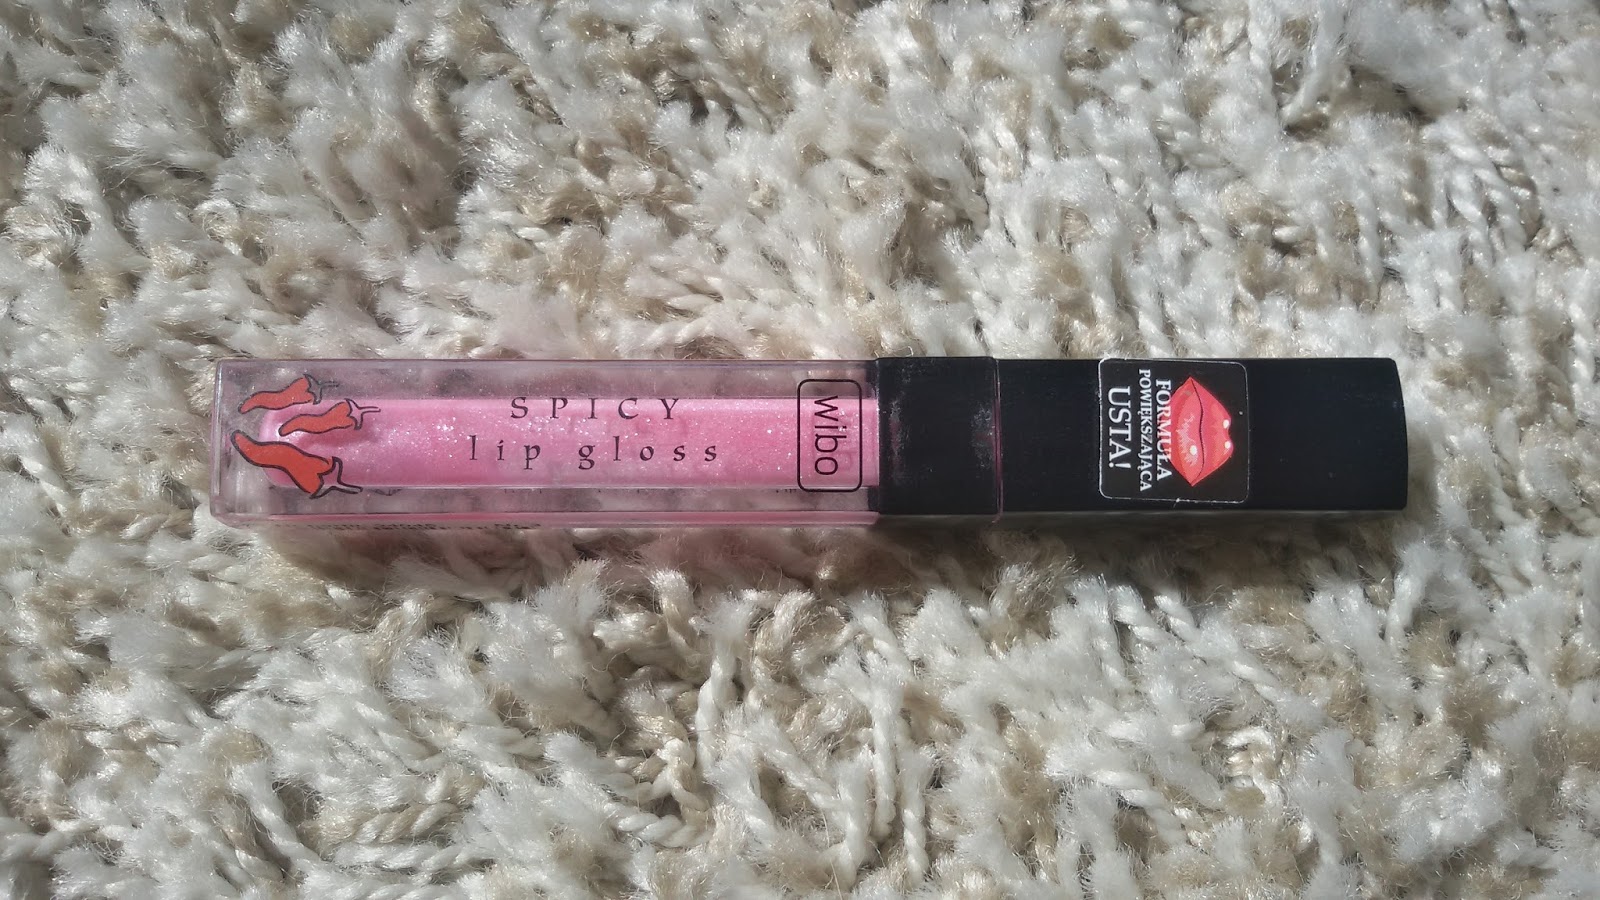 SPICY
lip gloss
wibo
FORMUŁA
POWIĘKSZAJĄCA
USTA!